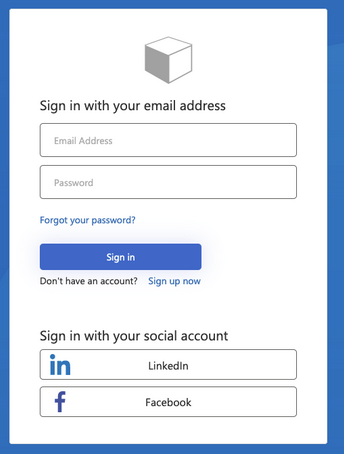 Sign in with your email address
Email Address
Password
Forgot your password?
Sign in
Don't have an account? Sign up now
Sign in with your social account
in LinkedIn
f Facebook